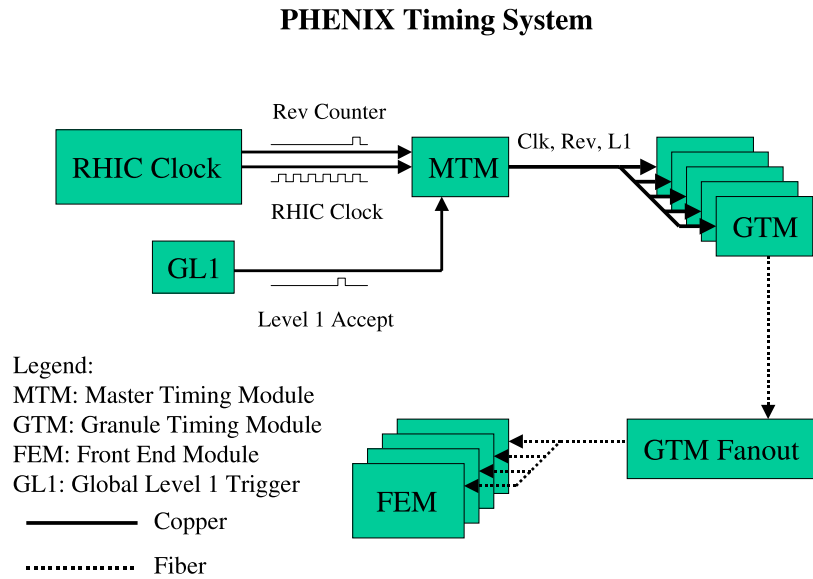 PHENIX Timing System
Rev Counter
RHIC Clock
MTM
Clk, Rev, L1
RHIC Clock
GL1
GTM
Level 1 Accept
Legend:
MTM: Master Timing Module
GTM: Granule Timing Module
FEM: Front End Module
GL1: Global Level 1 Trigger
Copper
Fiber
GTM Fanout
FEM